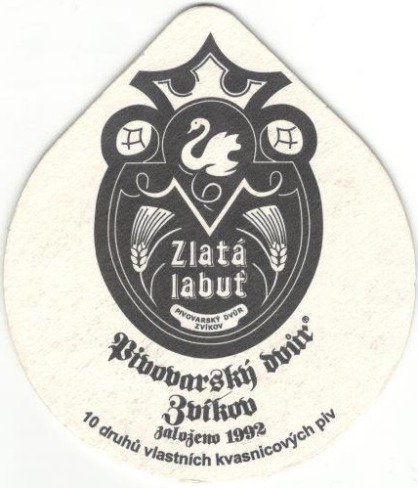 Zlatá
labuť
PIVOVARSKÝ DVŮR
ZVÍKOV
Pivovarský dvůr®
Zvíkov
založeno 1992
10 druhů vlastních kvasnicových piv